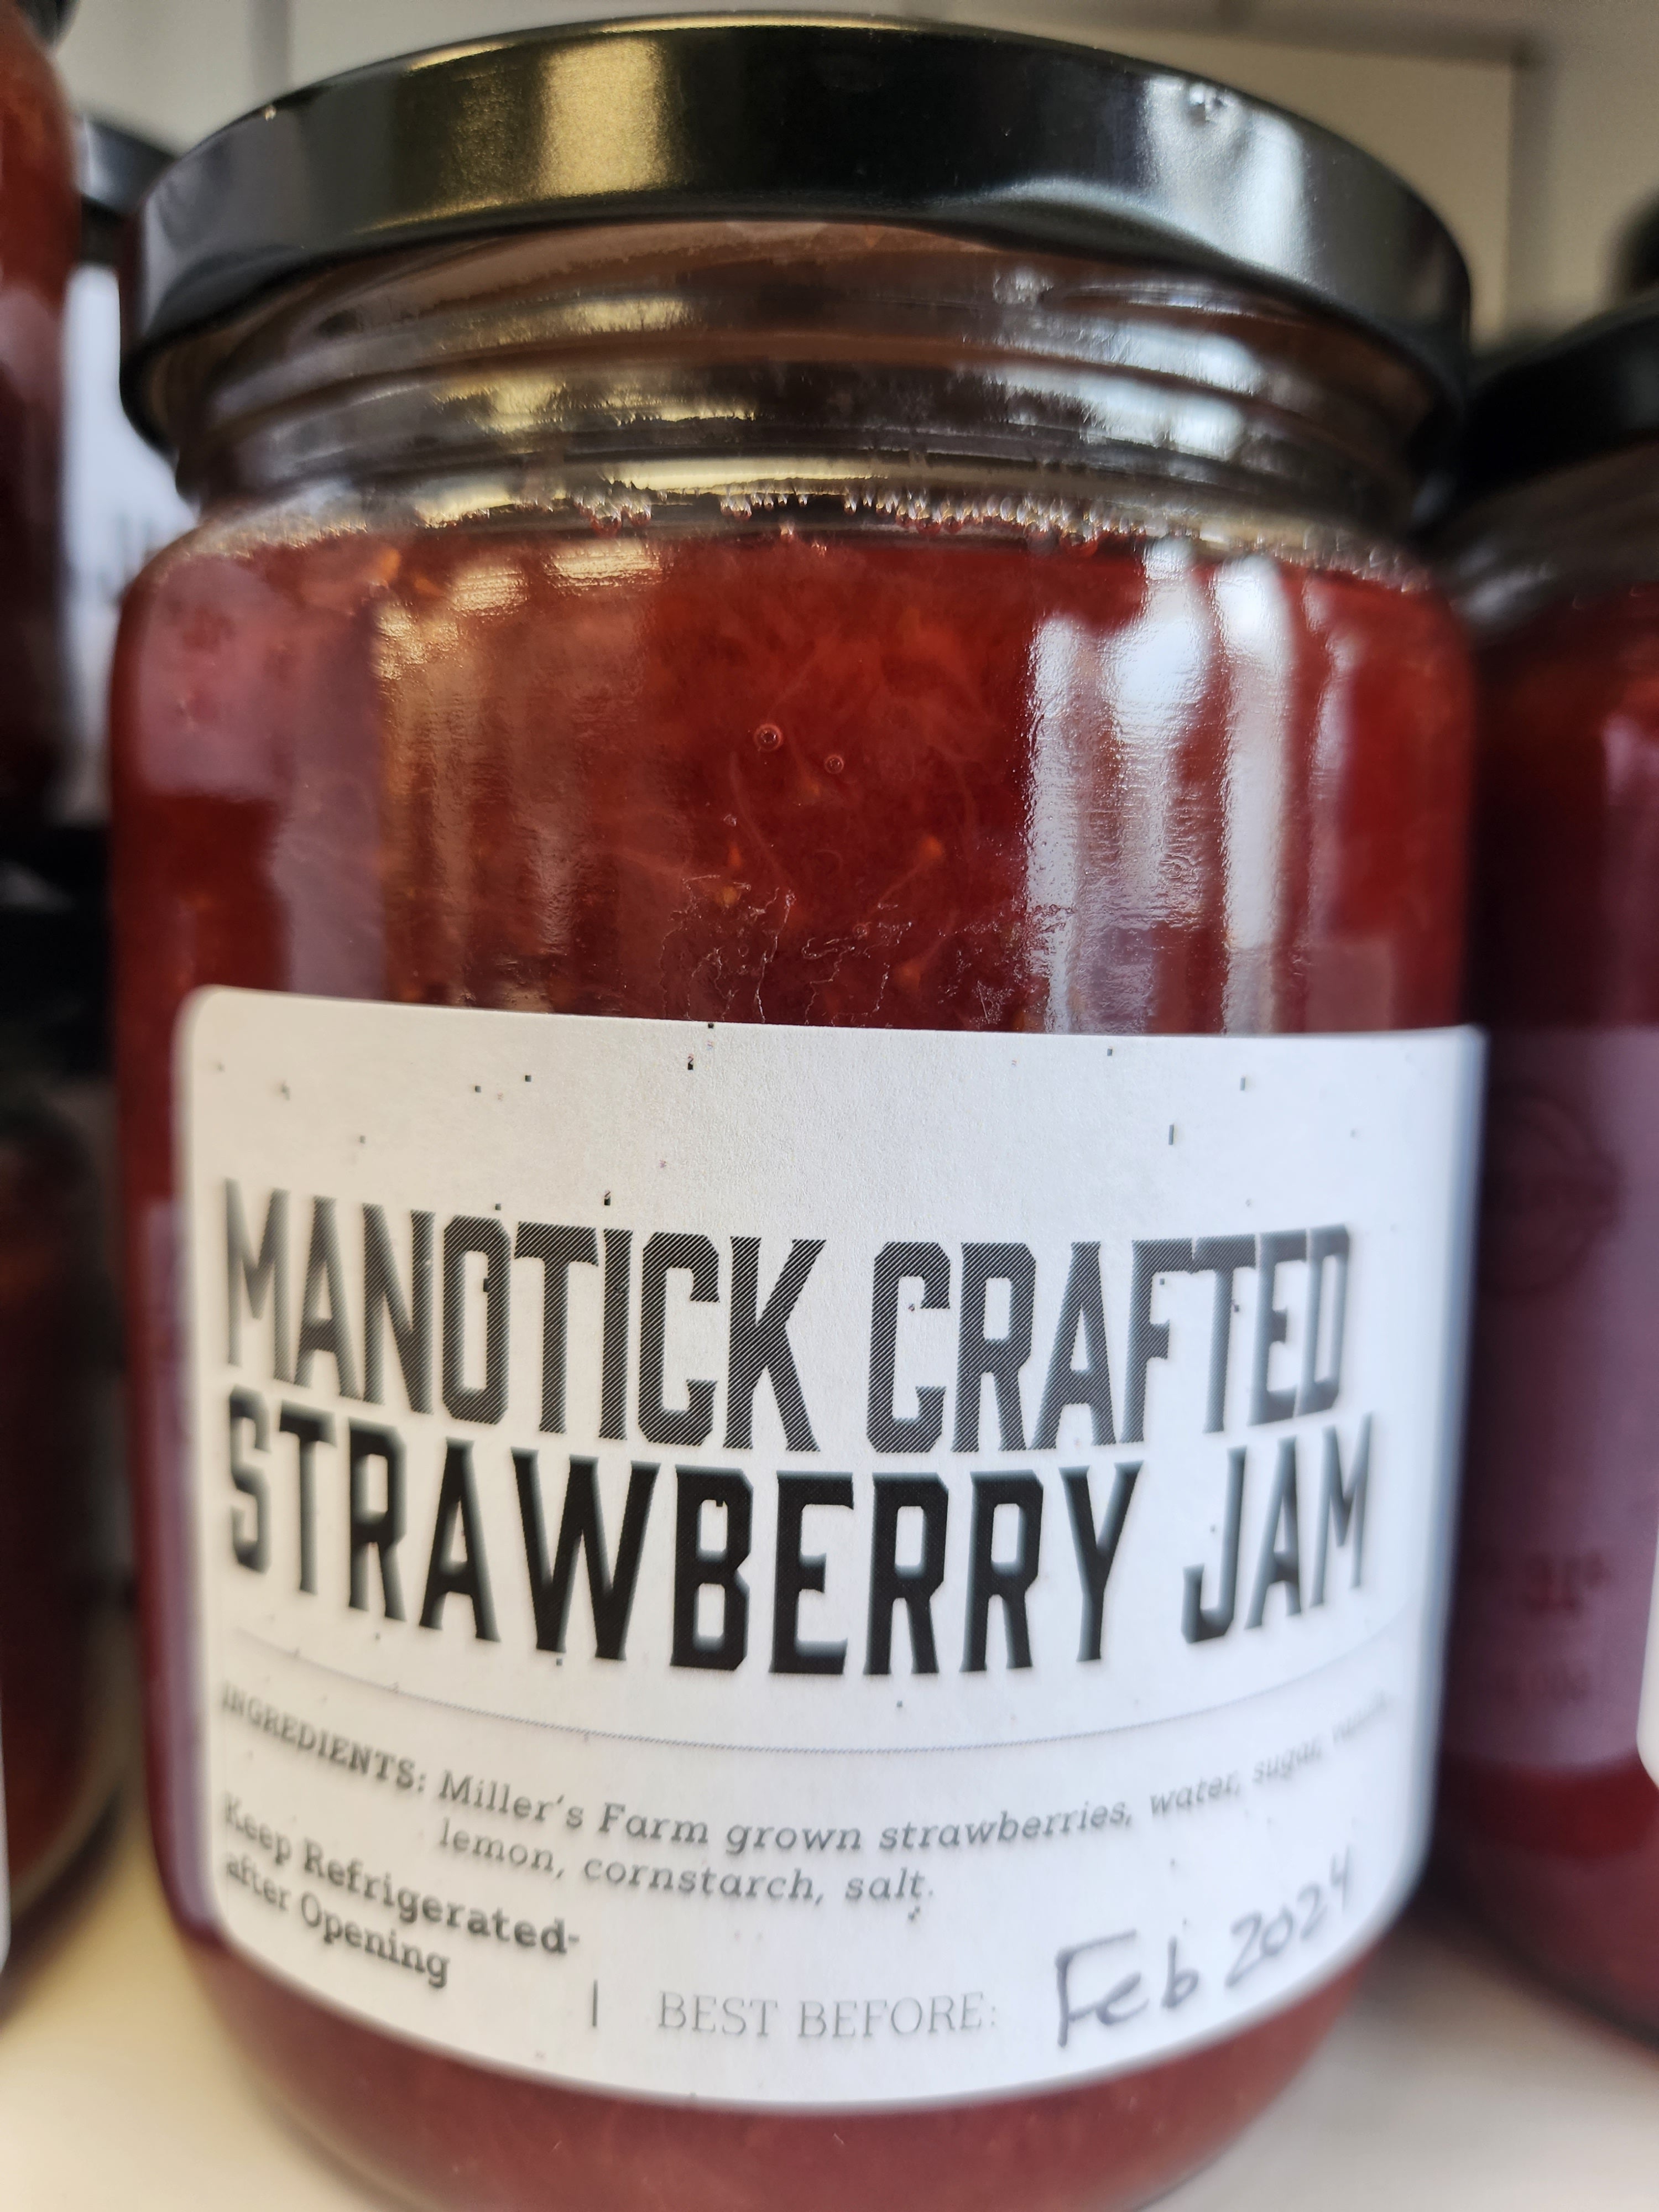 MANOTICK CRAFTED
STRAWBERRY JAM
INGREDIENTS: Miller's Farm grown strawberries, water, sugar,
lemon, cornstarch, salt.
Keep Refrigerated-
after Opening
| BEST BEFORE: Feb 2024